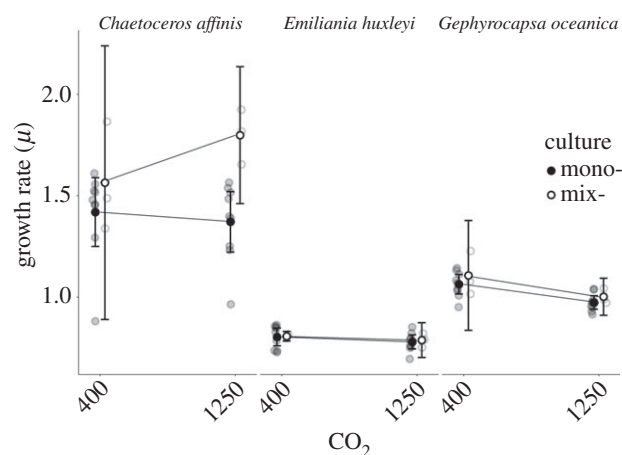 Chaetoceros affinis Emiliania huxleyi Gephyrocapsa oceanica
growth rate (μ)
2.0
1.5
1.0
culture
mono-
mix-
400 1250 400 1250 400 1250
CO₂